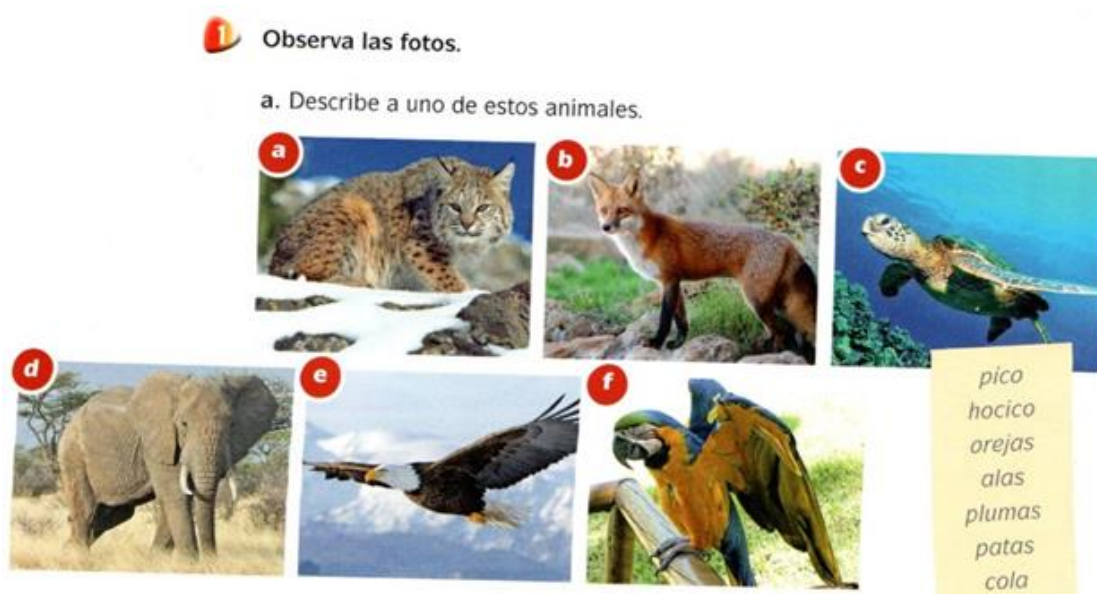 1 Observa las fotos.
a. Describe a uno de estos animales.
a
b
c
d
e
f
pico
hocico
orejas
alas
plumas
patas
cola